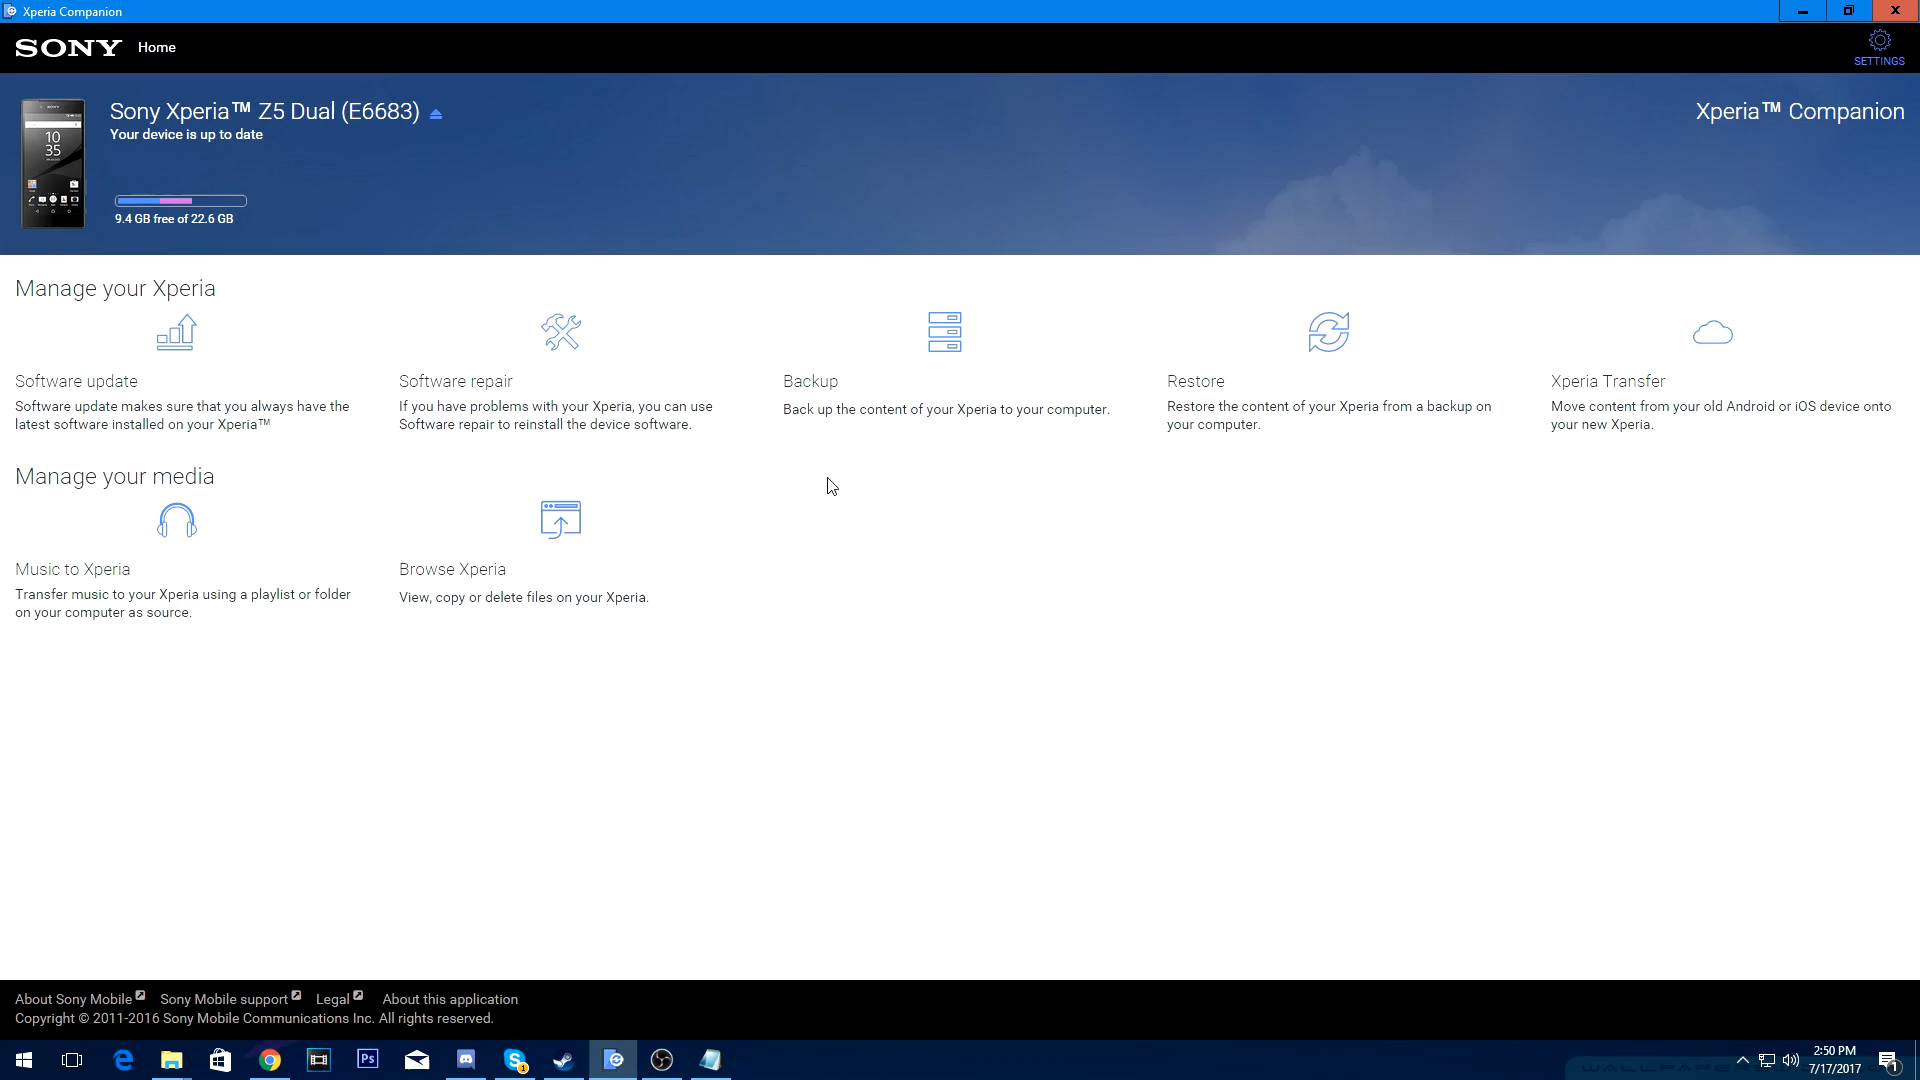 Xperia Companion
SONY Home
SETTINGS
Sony Xperia™ Z5 Dual (E6683)
Xperia™ Companion
Your device is up to date
10
35
9.4 GB free of 22.6 GB
Manage your Xperia
Software update
Software update makes sure that you always have the
latest software installed on your Xperia™
Software repair
If you have problems with your Xperia, you can use
Software repair to reinstall the device software.
Backup
Back up the content of your Xperia to your computer.
Restore
Restore the content of your Xperia from a backup on
your computer.
Xperia Transfer
Move content from your old Android or iOS device onto
your new Xperia.
Manage your media
Music to Xperia
Transfer music to your Xperia using a playlist or folder
on your computer as source.
Browse Xperia
View, copy or delete files on your Xperia.
About Sony Mobile Sony Mobile support Legal About this application
Copyright © 2011-2016 Sony Mobile Communications Inc. All rights reserved.
Ps
1
2:50 PM
7/17/2017
1